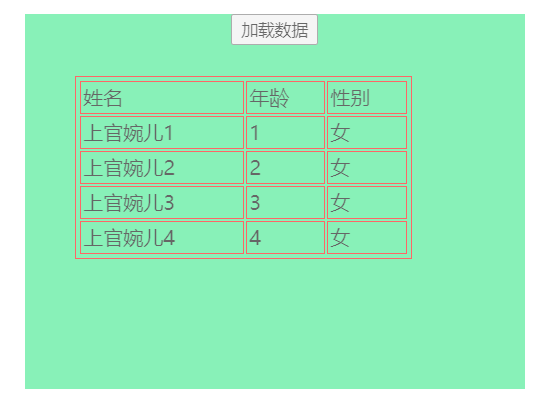 加载数据
姓名 年龄 性别
上官婉儿1 1 女
上官婉儿2 2 女
上官婉儿3 3 女
上官婉儿4 4 女